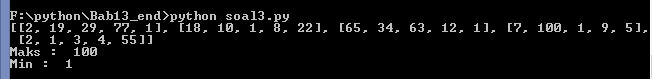 F:\python\Bab13_end>python soal3.py
[[2, 19, 29, 77, 1], [18, 10, 1, 8, 22], [65, 34, 63, 12, 1], [7, 100, 1, 9, 5],
 [2, 1, 3, 4, 55]]
Maks :  100
Min :  1